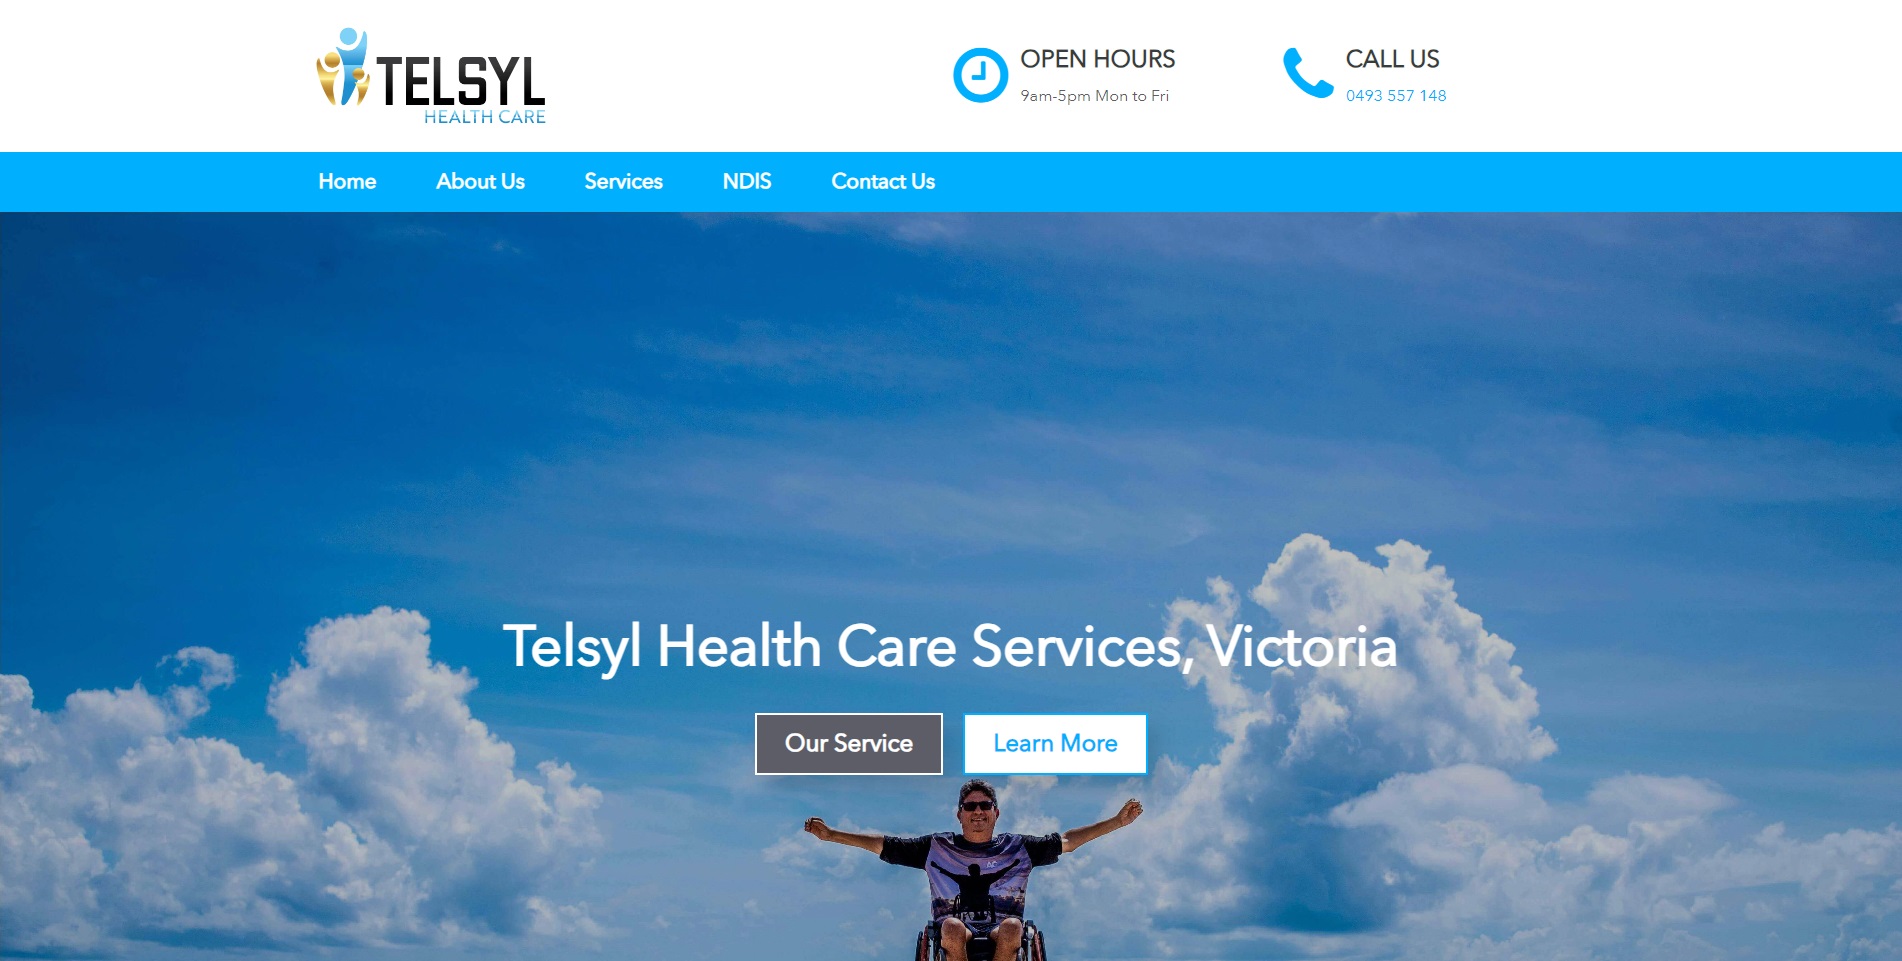 TELSYL
HEALTH CARE
OPEN HOURS
9am-5pm Mon to Fri
CALL US
0493 557 148
Home
About Us
Services
NDIS
Contact Us
Telsyl Health Care Services, Victoria
Our Service
Learn More